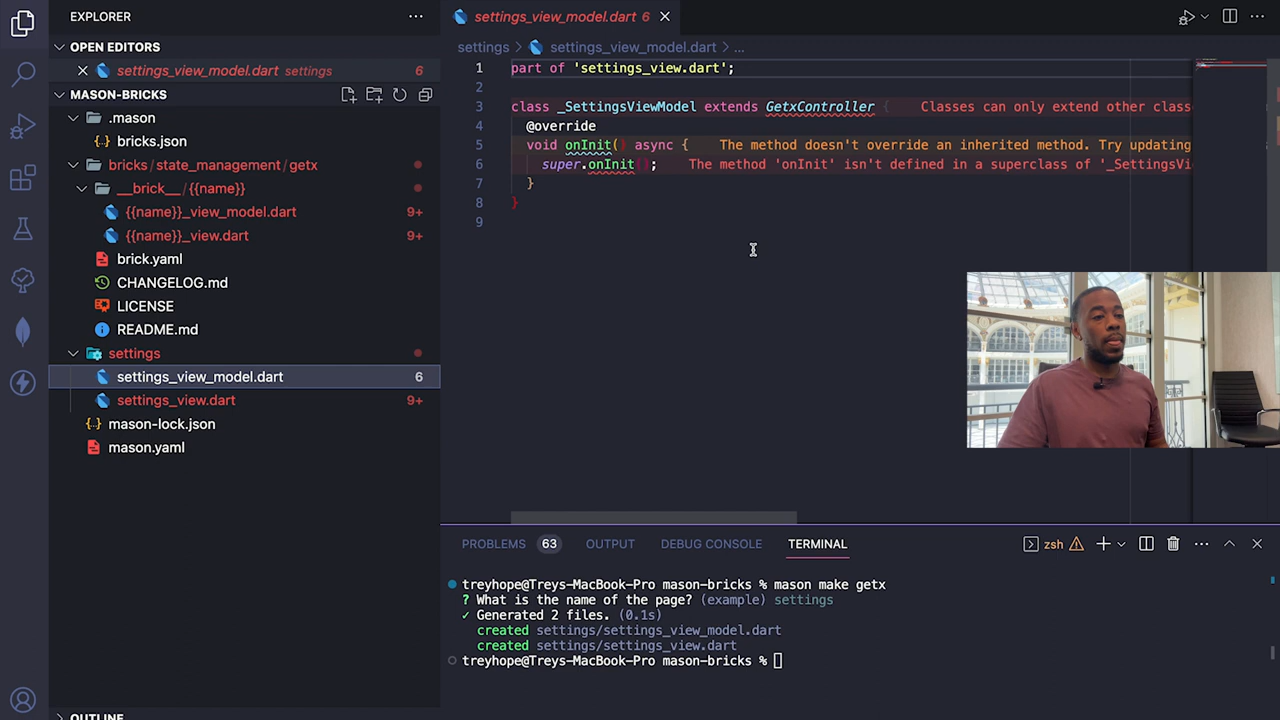 EXPLORER
OPEN EDITORS
settings_view_model.dart settings 6
MASON-BRICKS
.mason
bricks.json
bricks / state_management / getx
__brick__ / {{name}}
{{name}}_view_model.dart 9+
{{name}}_view.dart 9+
brick.yaml
CHANGELOG.md
LICENSE
README.md
settings
settings_view_model.dart 6
settings_view.dart 9+
mason-lock.json
mason.yaml
OUTLINE
settings_view_model.dart 6
settings > settings_view_model.dart > ...
1 part of 'settings_view.dart';
2
3 class _SettingsViewModel extends GetxController { Classes can only extend other class
4 @override
5 void onInit() async { The method doesn't override an inherited method. Try updating
6 super.onInit(); The method 'onInit' isn't defined in a superclass of '_SettingsVi
7 }
8 }
9
PROBLEMS 63 OUTPUT DEBUG CONSOLE TERMINAL zsh
treyhope@Treys-MacBook-Pro mason-bricks % mason make getx
? What is the name of the page? (example) settings
✓ Generated 2 files. (0.1s)
created settings/settings_view_model.dart
created settings/settings_view.dart
treyhope@Treys-MacBook-Pro mason-bricks %